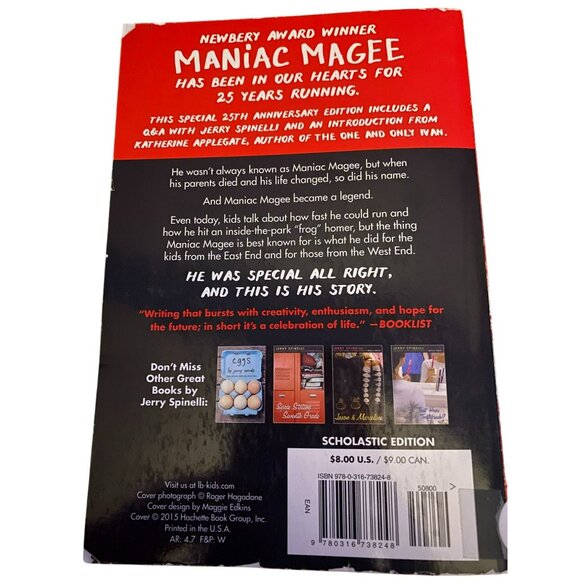 NEWBERY AWARD WINNER
MANiAC MAGEE
HAS BEEN IN OUR HEARTS FOR
25 YEARS RUNNING.
THIS SPECIAL 25TH ANNIVERSARY EDITION INCLUDES A
Q&A WITH JERRY SPINELLI AND AN INTRODUCTION FROM
KATHERINE APPLEGATE, AUTHOR OF THE ONE AND ONLY IVAN.
He wasn't always known as Maniac Magee, but when
his parents died and his life changed, so did his name.
And Maniac Magee became a legend.
Even today, kids talk about how fast he could run and
how he hit an inside-the-park "frog" homer, but the thing
Maniac Magee is best known for is what he did for the
kids from the East End and for those from the West End.
HE WAS SPECIAL ALL RIGHT,
AND THIS IS HIS STORY.
"Writing that bursts with creativity, enthusiasm, and hope for
the future; in short it's a celebration of life." —BOOKLIST
Don't Miss
Other Great
Books by
Jerry Spinelli:
eggs
by jerry spinelli
JERRY SPINELLI
Seventh Grade
JERRY SPINELLI
Jason & Marceline
JERRY SPINELLI
SCHOLASTIC EDITION
$8.00 U.S. / $9.00 CAN.
ISBN 978-0-316-73824-8
50800 >
EAN
9 780316 738248
Visit us at lb-kids.com
Cover photograph © Roger Hagadone
Cover design by Maggie Edkins
Cover © 2015 Hachette Book Group, Inc.
Printed in the U.S.A.
AR: 4.7 F&P: W